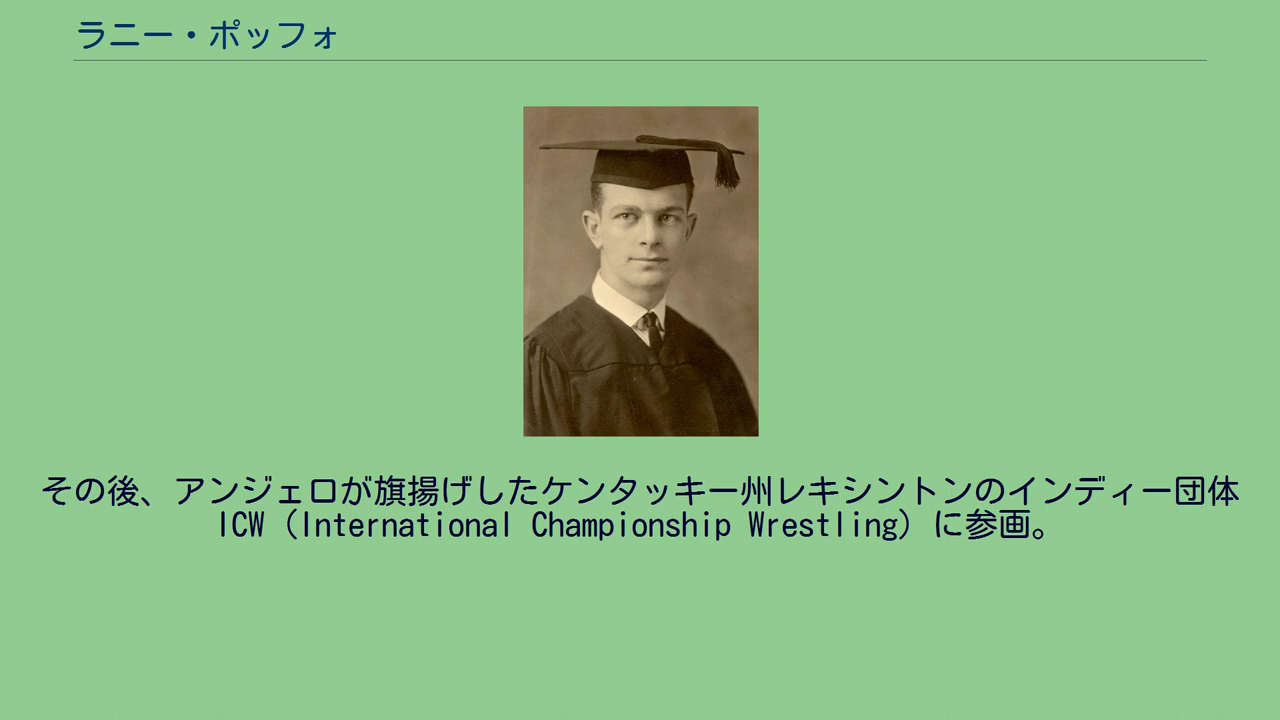 ラニー・ポッフォ
その後、アンジェロが旗揚げしたケンタッキー州レキシントンのインディー団体
ICW（International Championship Wrestling）に参画。